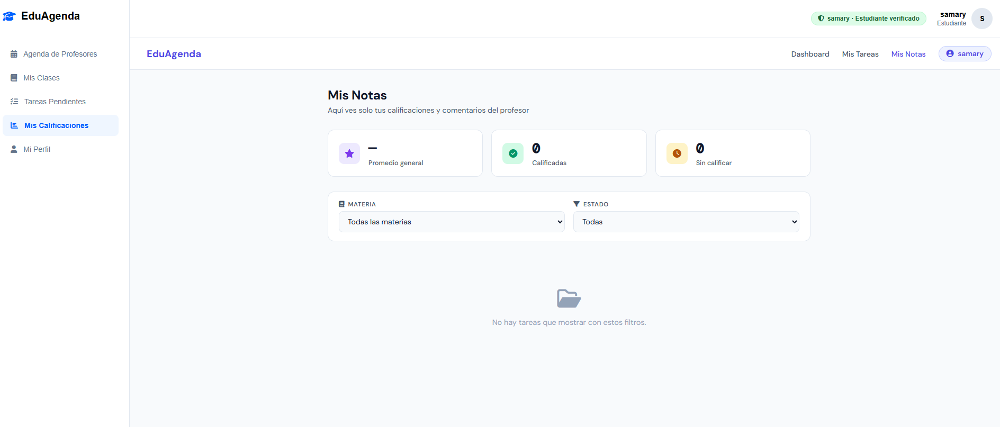 EduAgenda
samary · Estudiante verificado
samary
Estudiante
S
Agenda de Profesores
Mis Clases
Tareas Pendientes
Mis Calificaciones
Mi Perfil
EduAgenda
Dashboard
Mis Tareas
Mis Notas
samary
Mis Notas
Aquí ves solo tus calificaciones y comentarios del profesor
—
Promedio general
0
Calificadas
0
Sin calificar
MATERIA
Todas las materias
ESTADO
Todas
No hay tareas que mostrar con estos filtros.